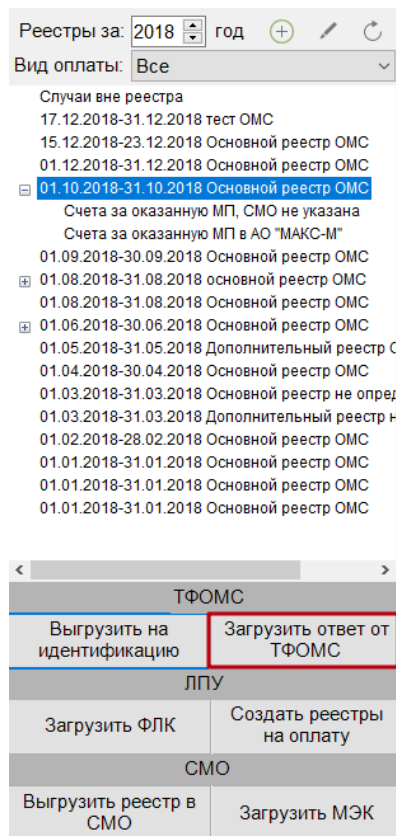 Реестры за: 2018 год
Вид оплаты: Все
Случаи вне реестра
17.12.2018-31.12.2018 тест ОМС
15.12.2018-23.12.2018 Основной реестр ОМС
01.12.2018-31.12.2018 Основной реестр ОМС
01.10.2018-31.10.2018 Основной реестр ОМС
Счета за оказанную МП, СМО не указана
Счета за оказанную МП в АО "МАКС-М"
01.09.2018-30.09.2018 Основной реестр ОМС
01.08.2018-31.08.2018 основной реестр ОМС
01.08.2018-31.08.2018 Основной реестр ОМС
01.06.2018-30.06.2018 Основной реестр ОМС
01.05.2018-31.05.2018 Дополнительный реестр
01.04.2018-30.04.2018 Основной реестр ОМС
01.03.2018-31.03.2018 Основной реестр не опред
01.03.2018-31.03.2018 Дополнительный реестр н
01.02.2018-28.02.2018 Основной реестр ОМС
01.01.2018-31.01.2018 Основной реестр ОМС
01.01.2018-31.01.2018 Основной реестр ОМС
01.01.2018-31.01.2018 Основной реестр ОМС
ТФОМС
Выгрузить на идентификацию
Загрузить ответ от ТФОМС
ЛПУ
Загрузить ФЛК
Создать реестры на оплату
СМО
Выгрузить реестр в СМО
Загрузить МЭК